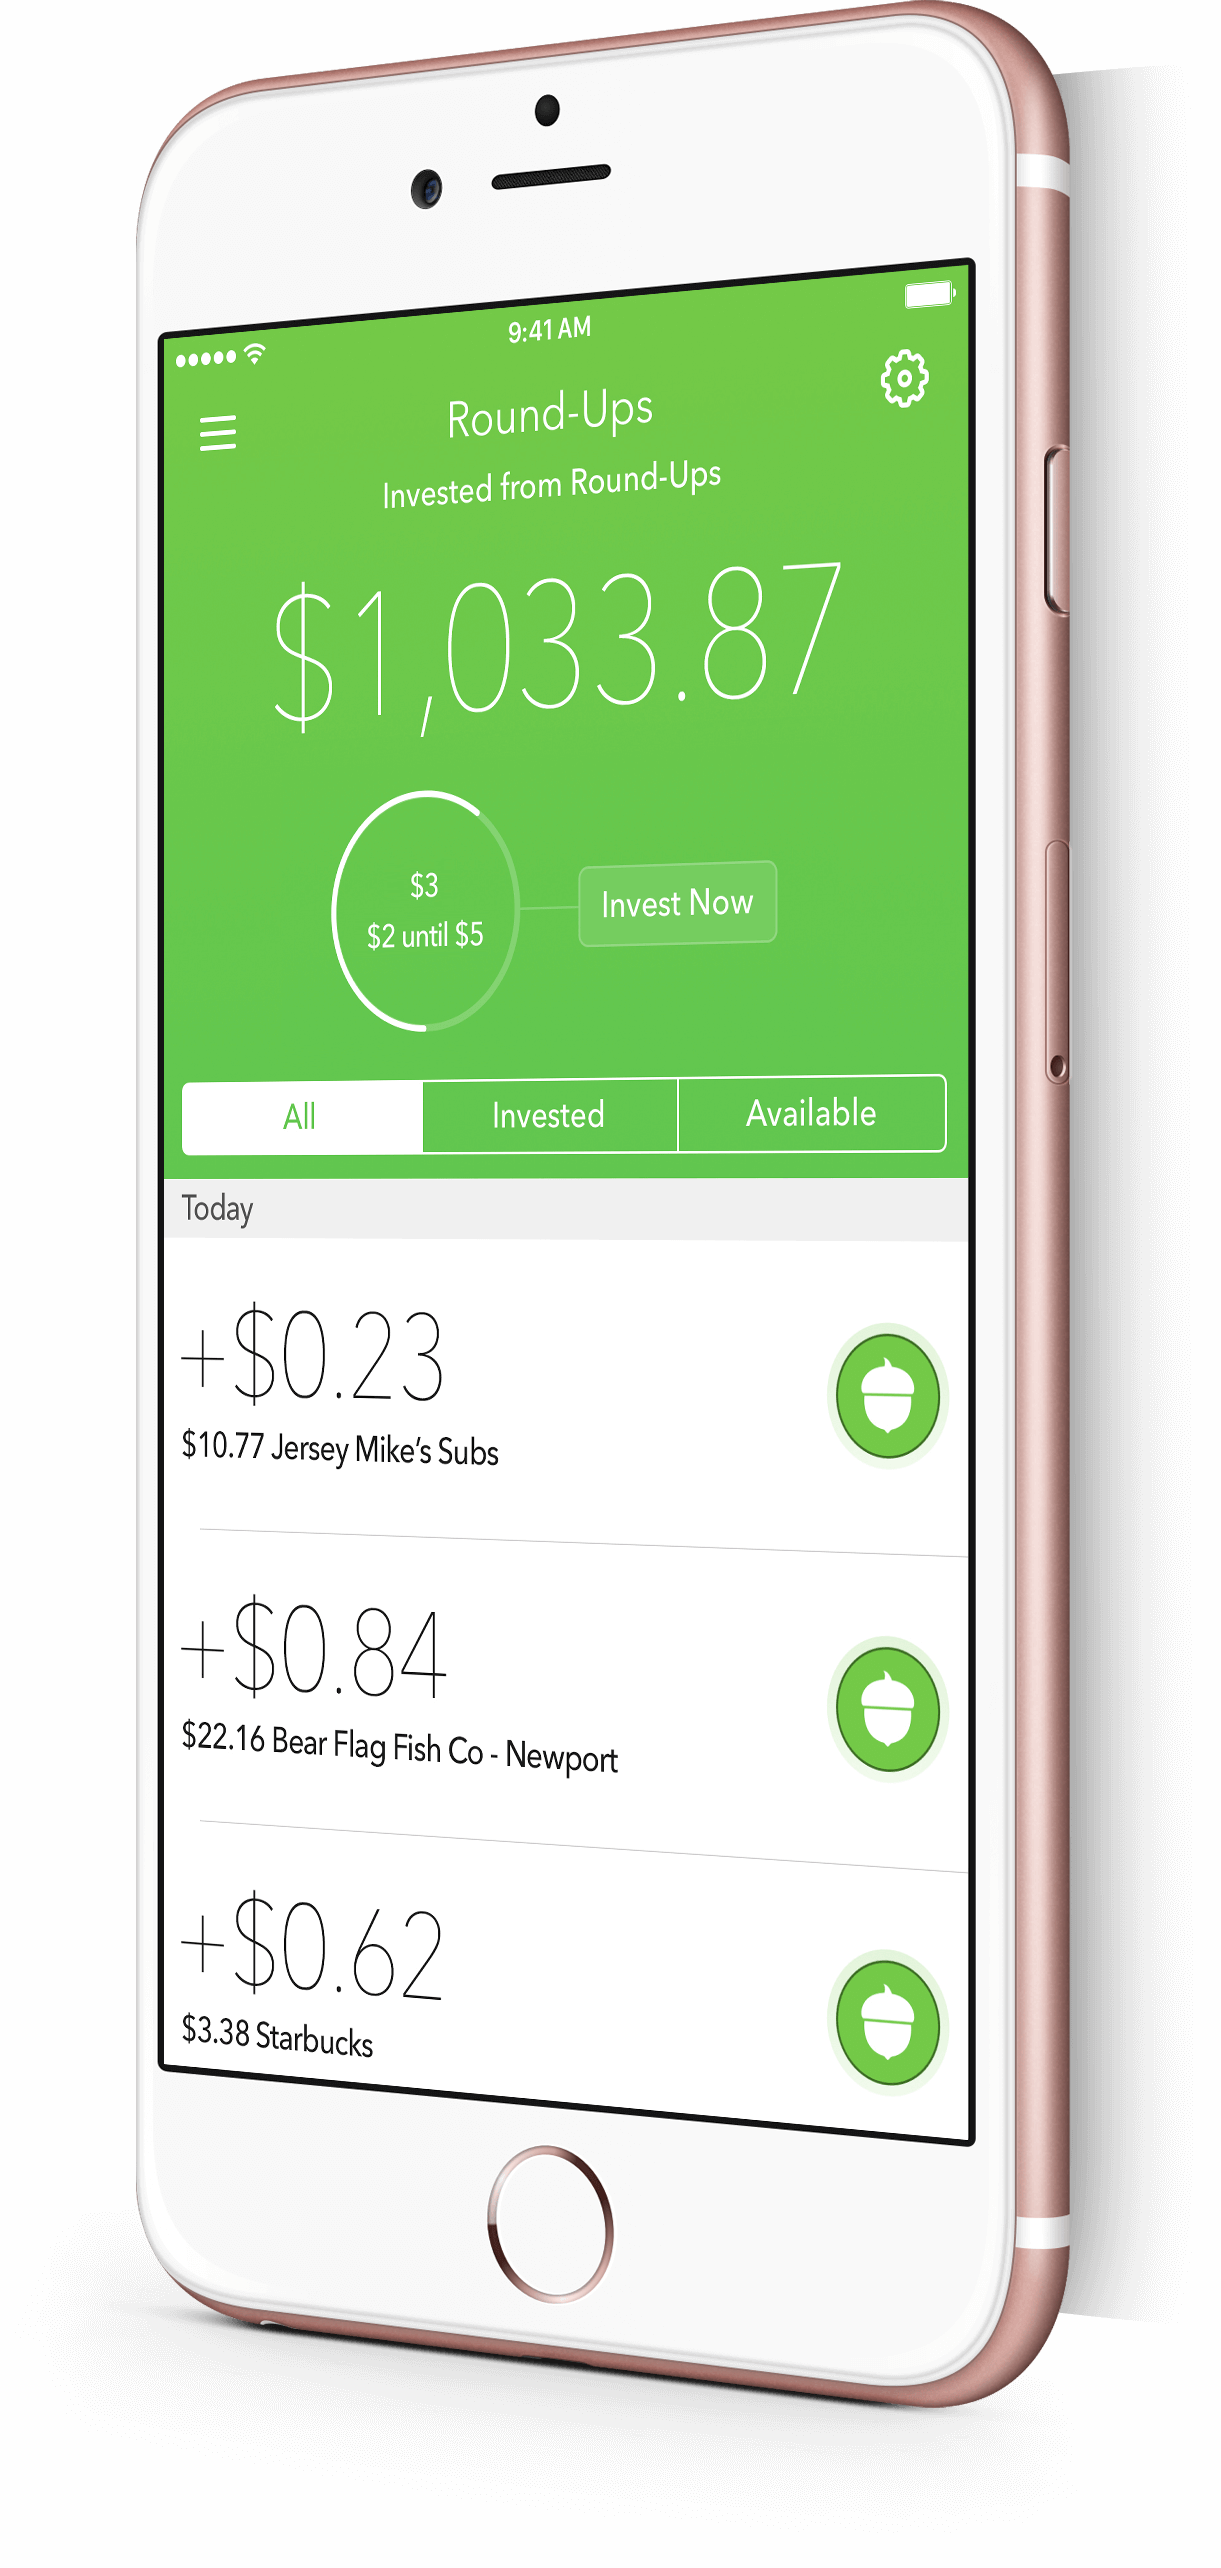 9:41 AM
Round-Ups
Invested from Round-Ups
$1,033.87
$3
$2 until $5
Invest Now
All
Invested
Available
Today
+$0.23
$10.77 Jersey Mike's Subs
+$0.84
$22.16 Bear Flag Fish Co - Newport
+$0.62
$3.38 Starbucks